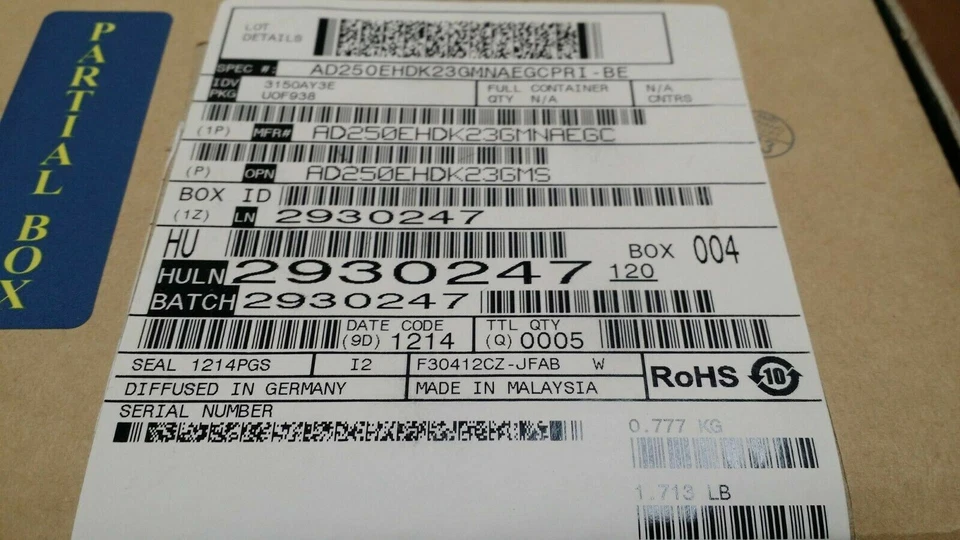 PARTIAL BOX
LOT DETAILS
SPEC #: AD250EHDK23GMNAEGCPRI-BE
IDV PKG 315GAY3E UOF938 FULL CONTAINER QTY N/A N/A CNTRS
(1P) MFR# AD250EHDK23GMNAEGC
(P) OPN AD250EHDK23GMS
BOX ID
(1Z) LN 2930247
HU BOX 004
HULN 2930247 120
BATCH 2930247
DATE CODE (9D) 1214 TTL QTY (Q) 0005
SEAL 1214PGS I2 F30412CZ-JFAB W
DIFFUSED IN GERMANY MADE IN MALAYSIA RoHS 10
SERIAL NUMBER
0.777 KG
1.713 LB